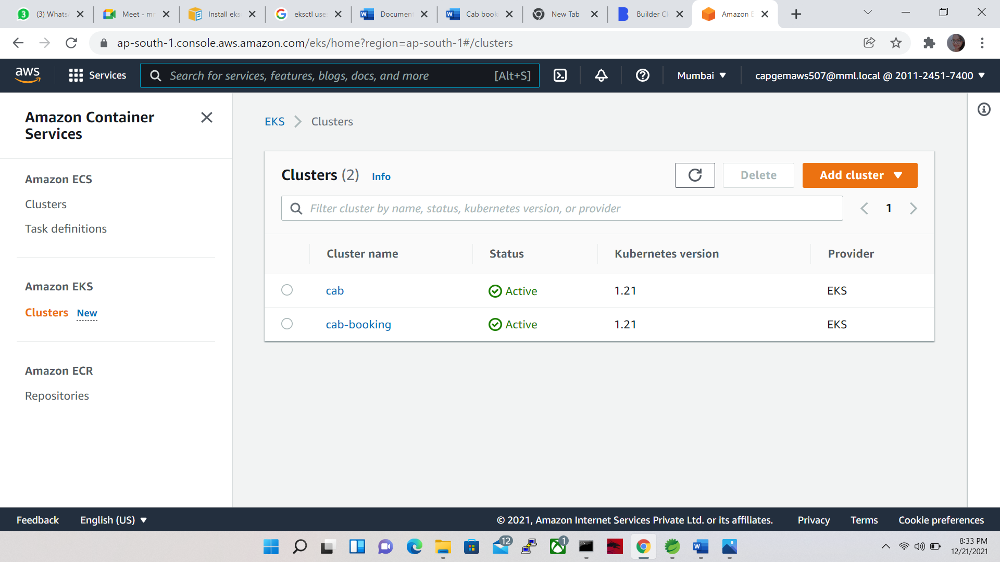 3
(3) Whats
Meet - mr
Install eks
eksctl use
Document
Cab book
New Tab
Builder Cl
Amazon E
ap-south-1.console.aws.amazon.com/eks/home?region=ap-south-1#/clusters
aws
Services
Search for services, features, blogs, docs, and more
[Alt+S]
Mumbai
capgemaws507@mml.local @ 2011-2451-7400
Amazon Container
Services
Amazon ECS
Clusters
Task definitions
Amazon EKS
Clusters New
Amazon ECR
Repositories
EKS
Clusters
Clusters (2) Info
Delete
Add cluster
Filter cluster by name, status, kubernetes version, or provider
1
Cluster name Status Kubernetes version Provider
cab Active 1.21 EKS
cab-booking Active 1.21 EKS
Feedback
English (US)
© 2021, Amazon Internet Services Private Ltd. or its affiliates.
Privacy
Terms
Cookie preferences
12
1
8:33 PM
12/21/2021